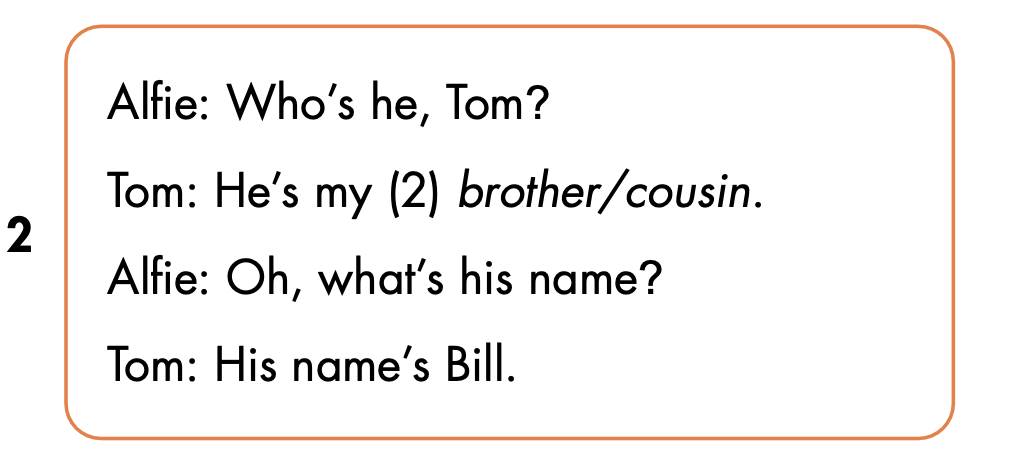 Alfie: Who's he, Tom?
Tom: He's my (2) brother/cousin.
2
Alfie: Oh, what's his name?
Tom: His name's Bill.